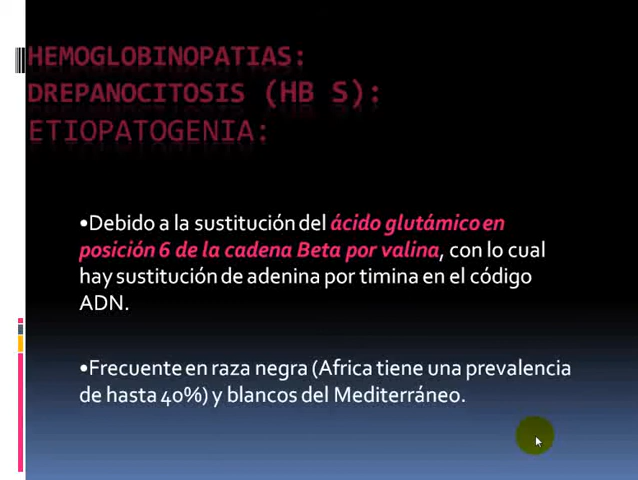 HEMOGLOBINOPATIAS:
DREPANOCITOSIS (HB S):
ETIOPATOGENIA:
•Debido a la sustitución del ácido glutámico en
posición 6 de la cadena Beta por valina, con lo cual
hay sustitución de adenina por timina en el código
ADN.
•Frecuente en raza negra (Africa tiene una prevalencia
de hasta 40%) y blancos del Mediterráneo.